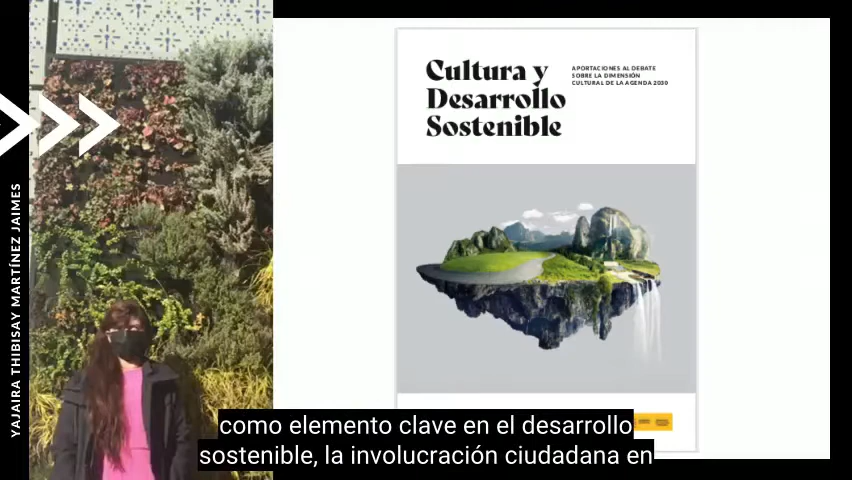 YAJAIRA THIBISAY MARTÍNEZ JAIMES
Cultura y
Desarrollo
Sostenible
APORTACIONES AL DEBATE
SOBRE LA DIMENSIÓN
CULTURAL DE LA AGENDA 2030
como elemento clave en el desarrollo
sostenible, la involucración ciudadana en